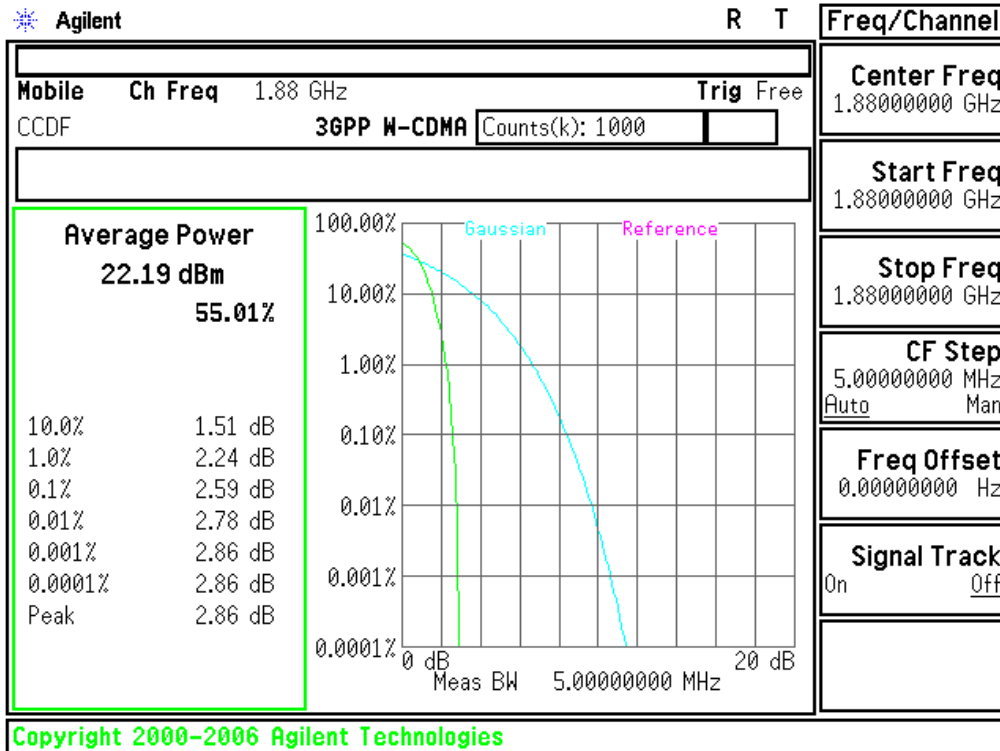 Agilent R T
Freq/Channel
Mobile Ch Freq 1.88 GHz Trig Free
CCDF 3GPP W-CDMA Counts(k): 1000
Average Power
22.19 dBm
55.01%
10.0% 1.51 dB
1.0% 2.24 dB
0.1% 2.59 dB
0.01% 2.78 dB
0.001% 2.86 dB
0.0001% 2.86 dB
Peak 2.86 dB
Gaussian Reference
100.00%
10.00%
1.00%
0.10%
0.01%
0.001%
0.0001%
0 dB 20 dB
Meas BW 5.00000000 MHz
Center Freq
1.88000000 GHz
Start Freq
1.88000000 GHz
Stop Freq
1.88000000 GHz
CF Step
5.00000000 MHz
Auto Man
Freq Offset
0.00000000 Hz
Signal Track
On Off
Copyright 2000-2006 Agilent Technologies